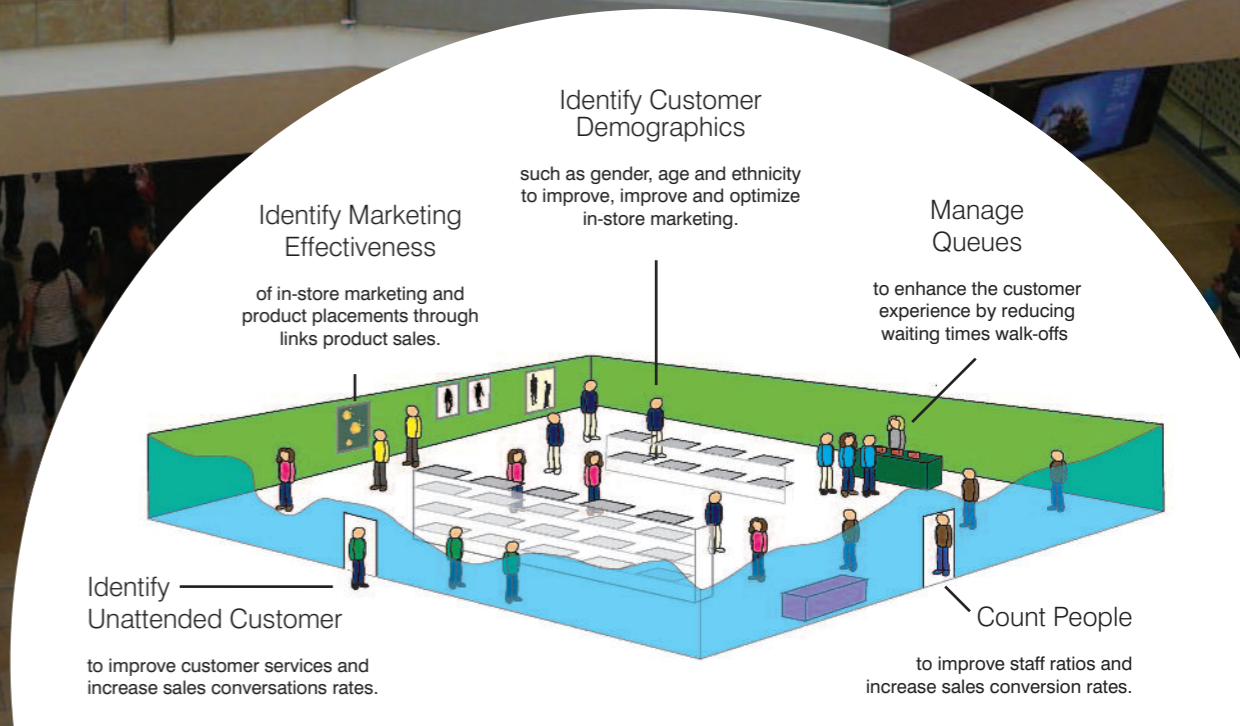 Identify Customer
Demographics
such as gender, age and ethnicity
to improve, improve and optimize
in-store marketing.
Identify Marketing
Effectiveness
of in-store marketing and
product placements through
links product sales.
Manage
Queues
to enhance the customer
experience by reducing
waiting times walk-offs
Identify
Unattended Customer
to improve customer services and
increase sales conversations rates.
Count People
to improve staff ratios and
increase sales conversion rates.